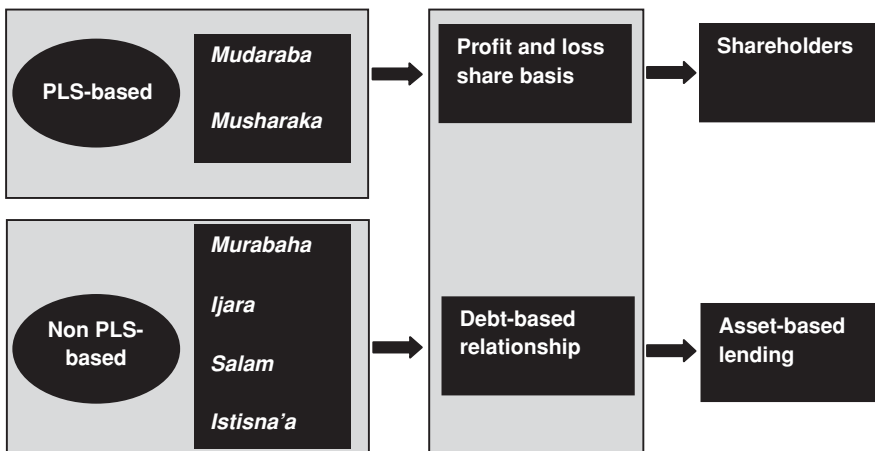 PLS-based
Mudaraba
Musharaka
Profit and loss
share basis
Shareholders
Non PLS-
based
Murabaha
Ijara
Salam
Istisna’a
Debt-based
relationship
Asset-based
lending